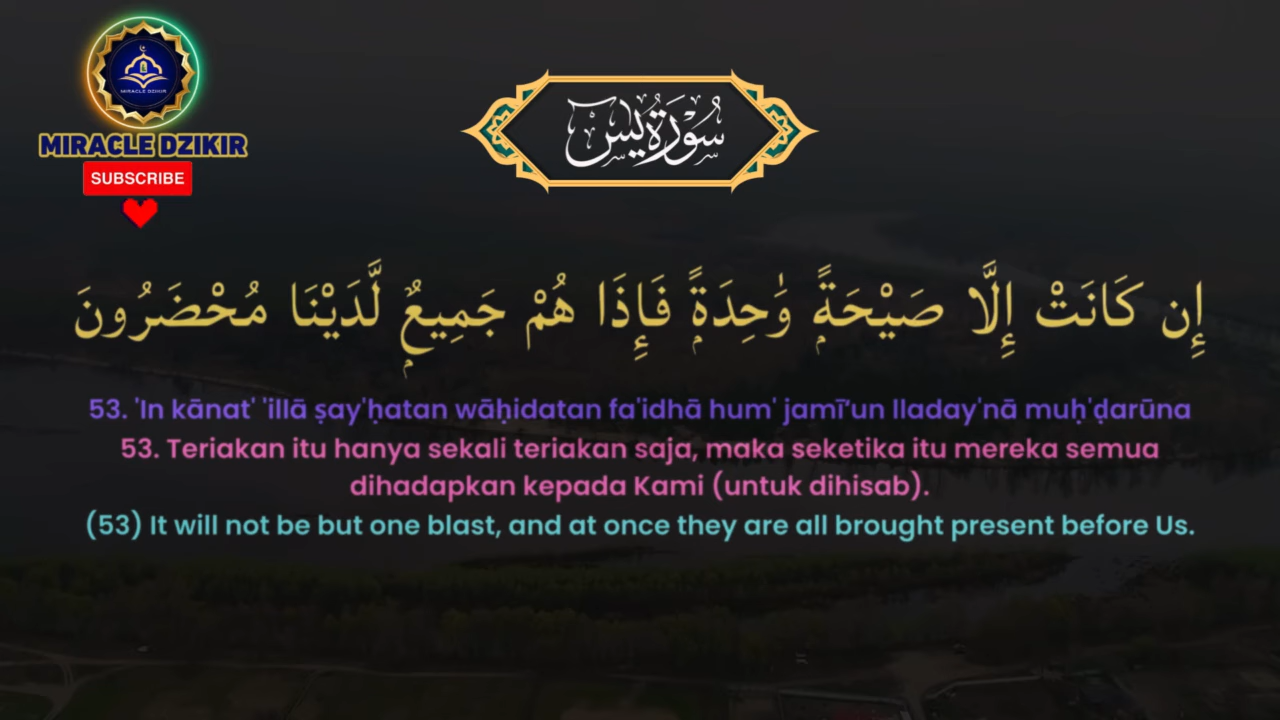 MIRACLE DZIKIR
MIRACLE DZIKIR
SUBSCRIBE
سُوْرَةُ يٰسٓ
إِن كَانَتْ إِلَّا صَيْحَةًۭ وَٰحِدَةًۭ فَإِذَا هُمْ جَمِيعٌۭ لَّدَيْنَا مُحْضَرُونَ
53. 'In kānat' 'illā ṣay'ḥatan wāḥidatan fa'idhā hum' jamī‘un lladay'nā muḥ'ḍarūna
53. Teriakan itu hanya sekali teriakan saja, maka seketika itu mereka semua
dihadapkan kepada Kami (untuk dihisab).
(53) It will not be but one blast, and at once they are all brought present before Us.